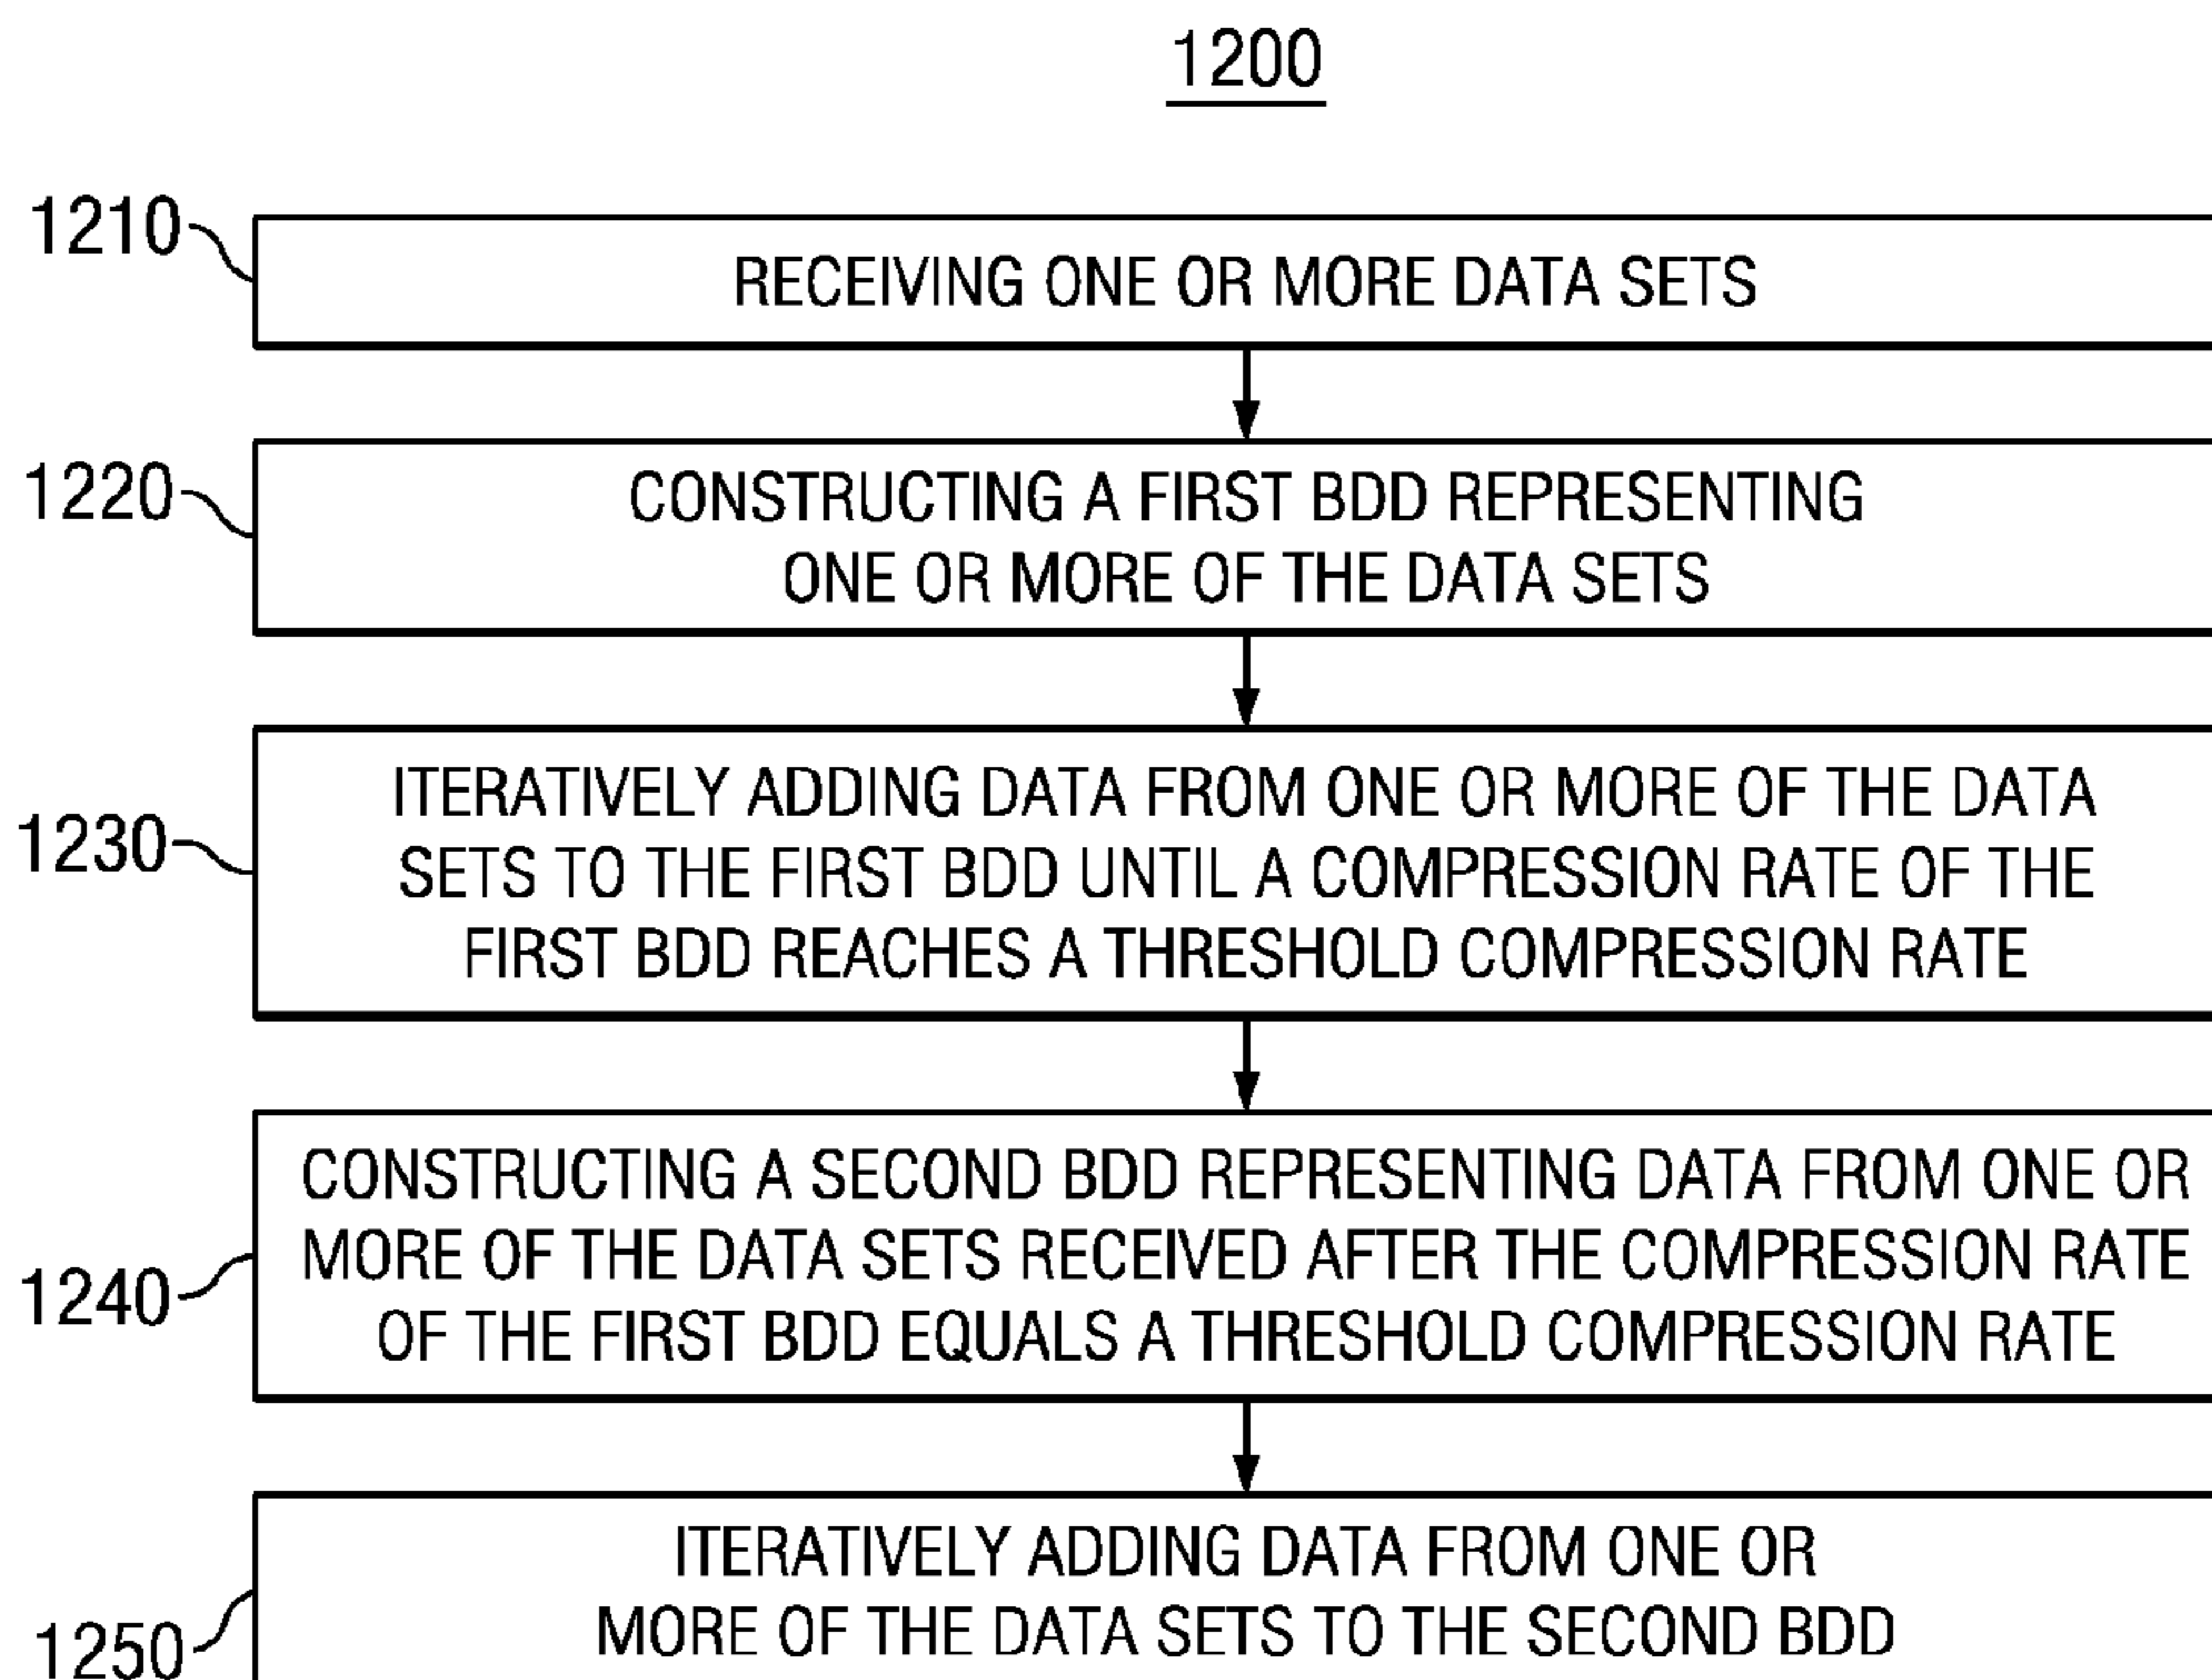 1200
1210
RECEIVING ONE OR MORE DATA SETS
1220
CONSTRUCTING A FIRST BDD REPRESENTING
ONE OR MORE OF THE DATA SETS
1230
ITERATIVELY ADDING DATA FROM ONE OR MORE OF THE DATA
SETS TO THE FIRST BDD UNTIL A COMPRESSION RATE OF THE
FIRST BDD REACHES A THRESHOLD COMPRESSION RATE
1240
CONSTRUCTING A SECOND BDD REPRESENTING DATA FROM ONE OR
MORE OF THE DATA SETS RECEIVED AFTER THE COMPRESSION RATE
OF THE FIRST BDD EQUALS A THRESHOLD COMPRESSION RATE
1250
ITERATIVELY ADDING DATA FROM ONE OR
MORE OF THE DATA SETS TO THE SECOND BDD